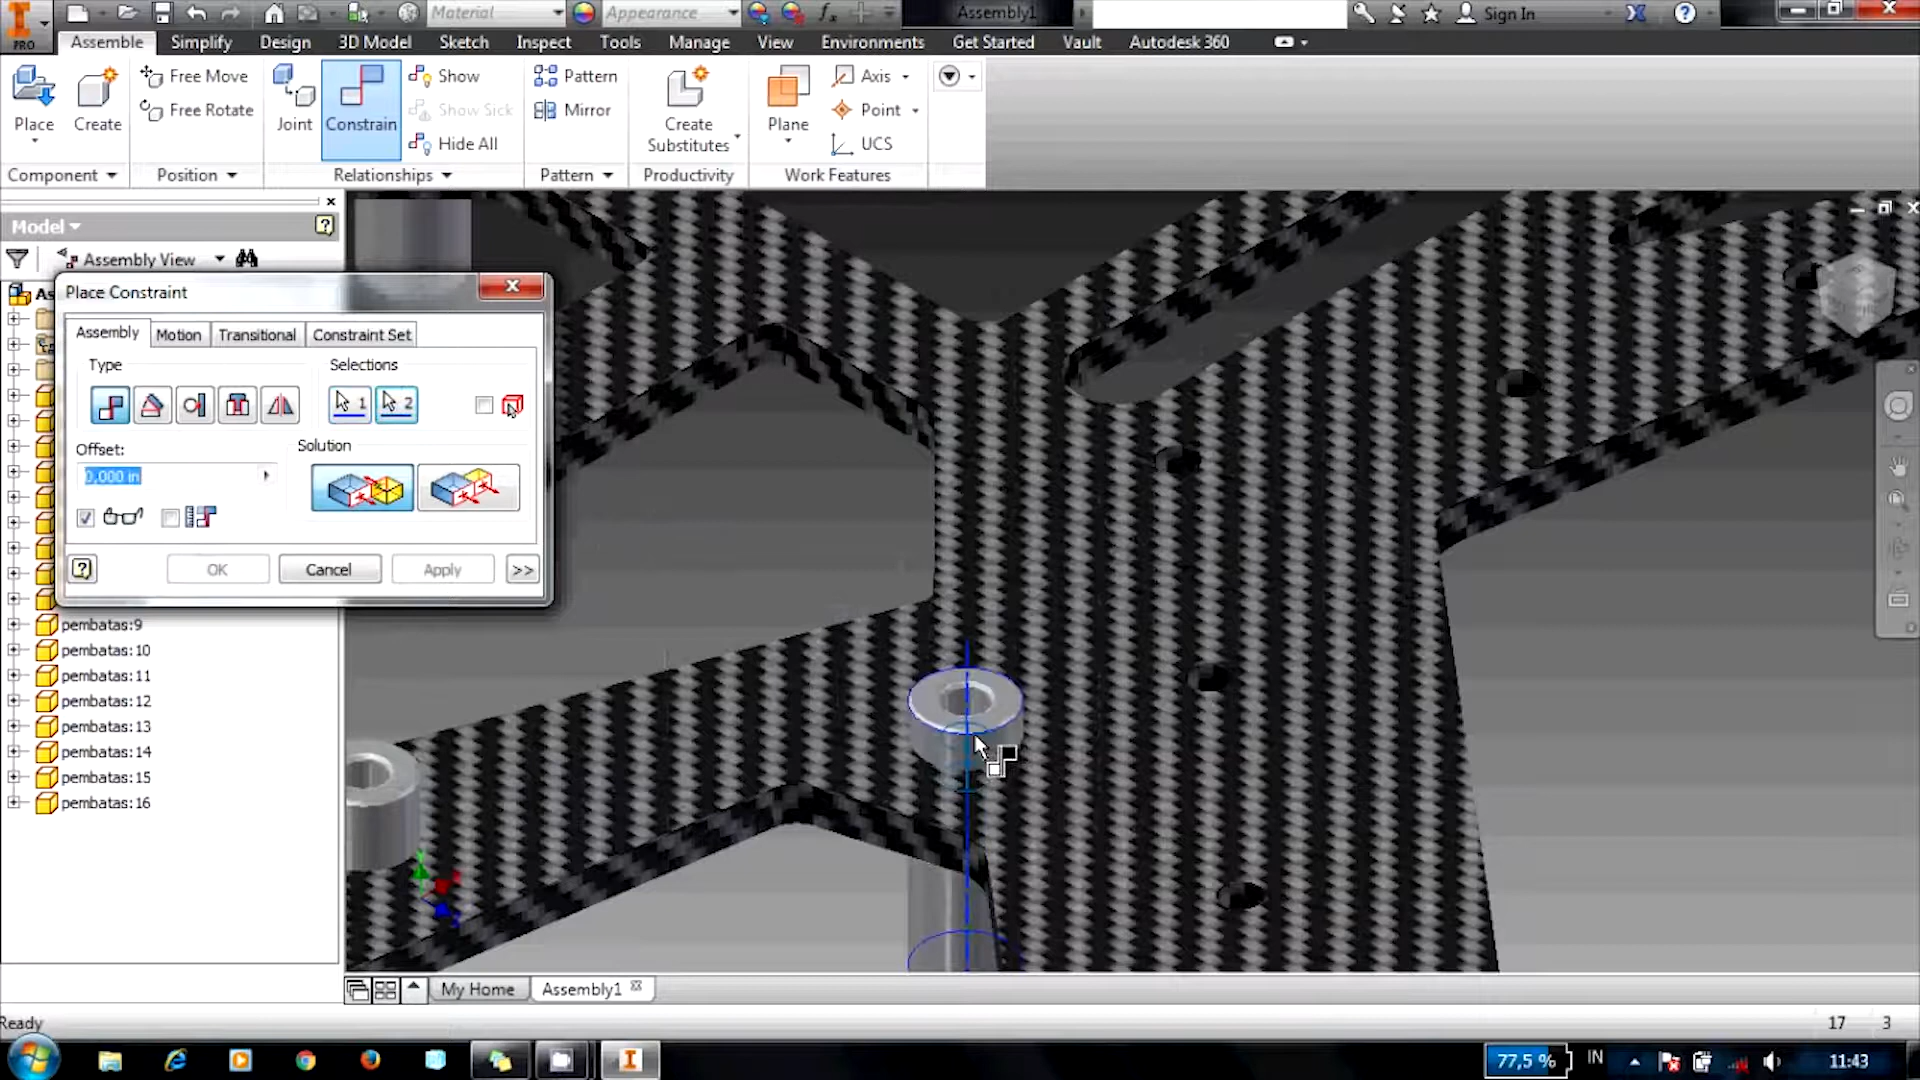 Material
Appearance
fx
Assembly1
Sign In
PRO
Assemble
Simplify
Design
3D Model
Sketch
Inspect
Tools
Manage
View
Environments
Get Started
Vault
Autodesk 360
Place
Create
Free Move
Free Rotate
Joint
Constrain
Show
Show Sick
Hide All
Pattern
Mirror
Create
Substitutes
Plane
Axis
Point
UCS
Component
Position
Relationships
Pattern
Productivity
Work Features
Model
Assembly View
As
Place Constraint
Assembly
Motion
Transitional
Constraint Set
Type
Selections
1
2
Offset:
Solution
0,000 in
OK
Cancel
Apply
>>
pembatas:9
pembatas:10
pembatas:11
pembatas:12
pembatas:13
pembatas:14
pembatas:15
pembatas:16
My Home
Assembly1
Ready
17
3
77,5 %
IN
11:43